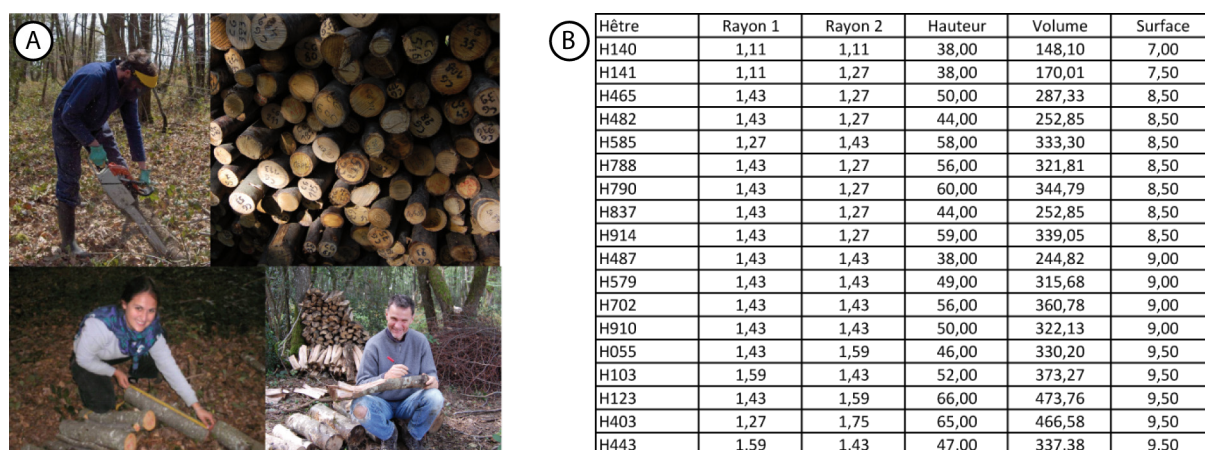 A
B
Hêtre Rayon 1 Rayon 2 Hauteur Volume Surface
H140 1,11 1,11 38,00 148,10 7,00
H141 1,11 1,27 38,00 170,01 7,50
H465 1,43 1,27 50,00 287,33 8,50
H482 1,43 1,27 44,00 252,85 8,50
H585 1,27 1,43 58,00 333,30 8,50
H788 1,43 1,27 56,00 321,81 8,50
H790 1,43 1,27 60,00 344,79 8,50
H837 1,43 1,27 44,00 252,85 8,50
H914 1,43 1,27 59,00 339,05 8,50
H487 1,43 1,43 38,00 244,82 9,00
H579 1,43 1,43 49,00 315,68 9,00
H702 1,43 1,43 56,00 360,78 9,00
H910 1,43 1,43 50,00 322,13 9,00
H055 1,43 1,59 46,00 330,20 9,50
H103 1,59 1,43 52,00 373,27 9,50
H123 1,43 1,59 66,00 473,76 9,50
H403 1,27 1,75 65,00 466,58 9,50
H443 1,59 1,43 47,00 337,38 9,50